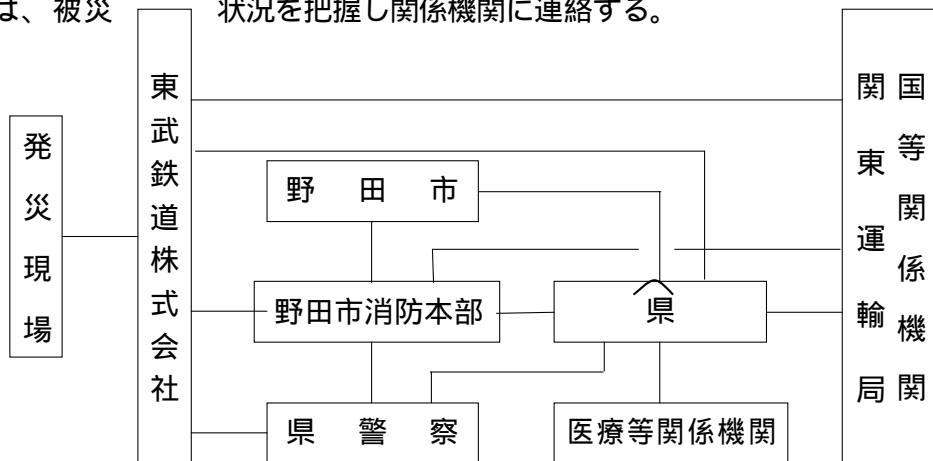 は、被災 状況を把握し関係機関に連絡する。
発災現場
東武鉄道株式会社
野田市
野田市消防本部
県
県警察
医療等関係機関
国等関係機関
関東運輸局